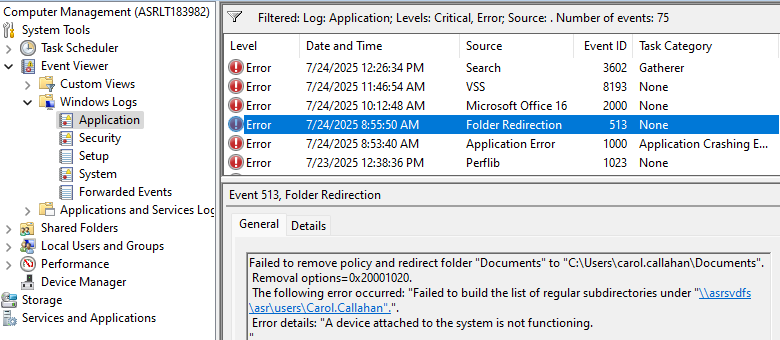 Computer Management (ASRLT183982)
System Tools
Task Scheduler
Event Viewer
Custom Views
Windows Logs
Application
Security
Setup
System
Forwarded Events
Applications and Services Log
Shared Folders
Local Users and Groups
Performance
Device Manager
Storage
Services and Applications
Filtered: Log: Application; Levels: Critical, Error; Source: . Number of events: 75
Level Date and Time Source Event ID Task Category
Error 7/24/2025 12:26:34 PM Search 3602 Gatherer
Error 7/24/2025 11:46:54 AM VSS 8193 None
Error 7/24/2025 10:12:48 AM Microsoft Office 16 2000 None
Error 7/24/2025 8:55:50 AM Folder Redirection 513 None
Error 7/24/2025 8:53:40 AM Application Error 1000 Application Crashing E...
Error 7/23/2025 12:38:36 PM Perflib 1023 None
Event 513, Folder Redirection
General Details
Failed to remove policy and redirect folder "Documents" to "C:\Users\carol.callahan\Documents".
Removal options=0x20001020.
The following error occurred: "Failed to build the list of regular subdirectories under "\\asrsvdfs
\asr\users\Carol.Callahan".".
Error details: "A device attached to the system is not functioning.
"